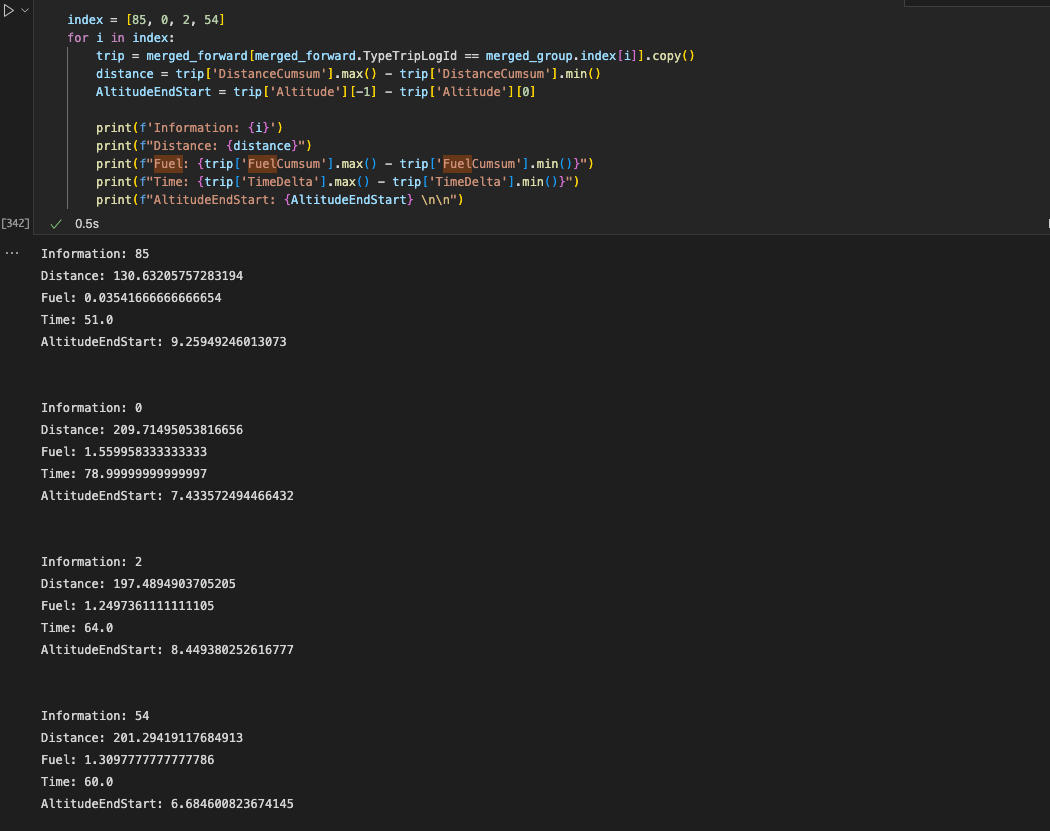 index = [85, 0, 2, 54]
for i in index:
    trip = merged_forward[merged_forward.TypeTripLogId == merged_group.index[i]].copy()
    distance = trip['DistanceCumsum'].max() - trip['DistanceCumsum'].min()
    AltitudeEndStart = trip['Altitude'][-1] - trip['Altitude'][0]
    print(f'Information: {i}')
    print(f"Distance: {distance}")
    print(f"Fuel: {trip['FuelCumsum'].max() - trip['FuelCumsum'].min()}")
    print(f"Time: {trip['TimeDelta'].max() - trip['TimeDelta'].min()}")
    print(f"AltitudeEndStart: {AltitudeEndStart} \n\n")
[342] ✓ 0.5s
... Information: 85
Distance: 130.63205757283194
Fuel: 0.03541666666666654
Time: 51.0
AltitudeEndStart: 9.25949246013073
Information: 0
Distance: 209.71495053816656
Fuel: 1.559958333333333
Time: 78.99999999999997
AltitudeEndStart: 7.433572494466432
Information: 2
Distance: 197.4894903705205
Fuel: 1.2497361111111105
Time: 64.0
AltitudeEndStart: 8.449380252616777
Information: 54
Distance: 201.29419117684913
Fuel: 1.3097777777777786
Time: 60.0
AltitudeEndStart: 6.684600823674145